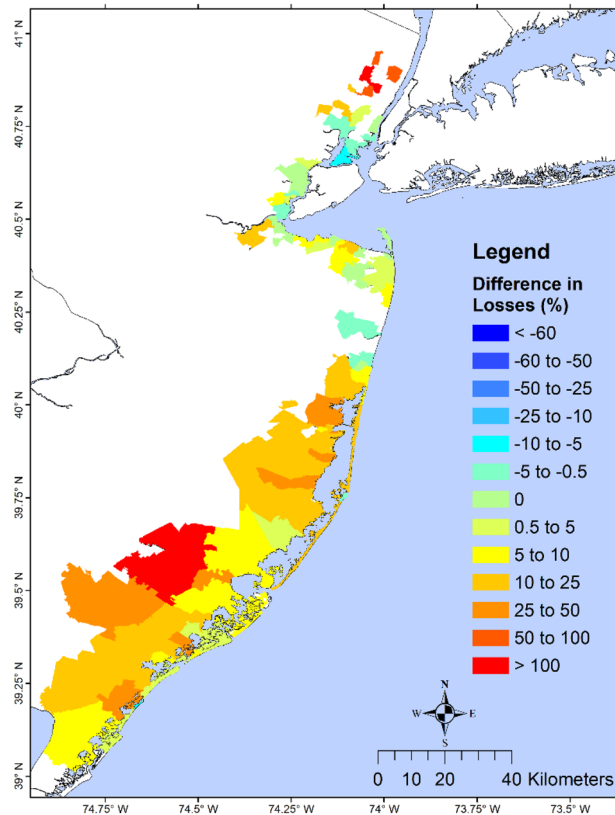 41° N
40.75° N
40.5° N
40.25° N
40° N
39.75° N
39.5° N
39.25° N
39° N
Legend
Difference in
Losses (%)
< -60
-60 to -50
-50 to -25
-25 to -10
-10 to -5
-5 to -0.5
0
0.5 to 5
5 to 10
10 to 25
25 to 50
50 to 100
> 100
N
W E
S
0 10 20 40 Kilometers
74.75° W 74.5° W 74.25° W 74° W 73.75° W 73.5° W